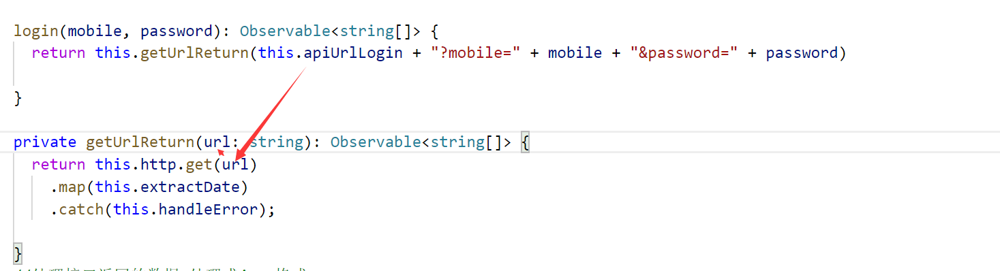 login(mobile, password): Observable<string[]> {
return this.getUrlReturn(this.apiUrlLogin + "?mobile=" + mobile + "&password=" + password)
}
private getUrlReturn(url: string): Observable<string[]> {
return this.http.get(url)
.map(this.extractDate)
.catch(this.handleError);
}